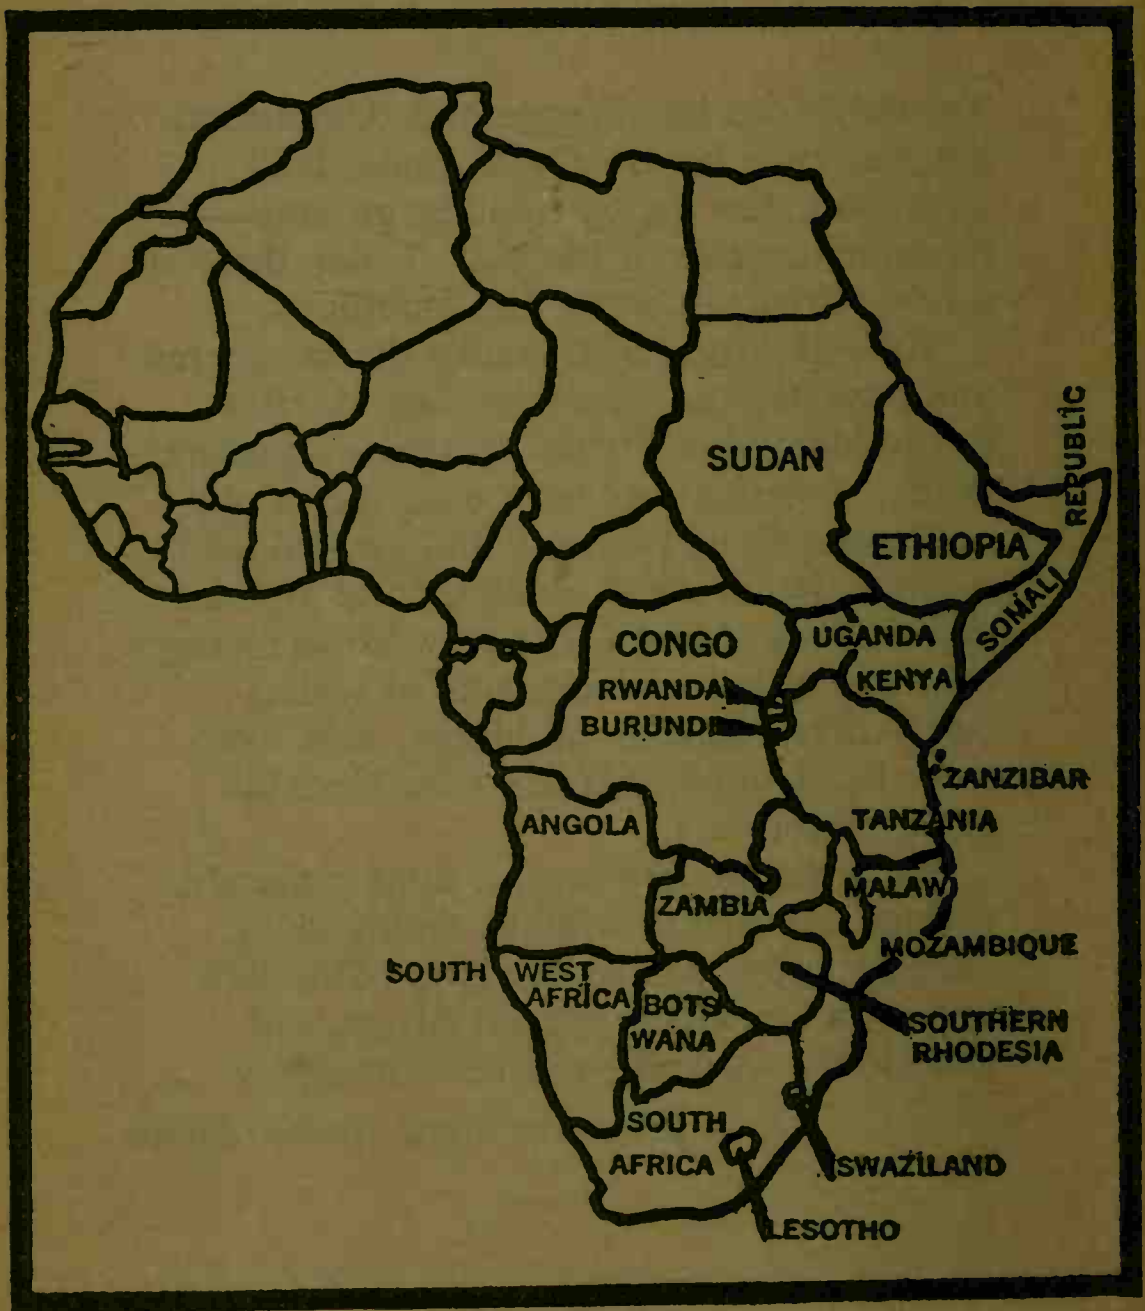 REPUBLIC
SUDAN
ETHIOPIA
SOMALI
CONGO
UGANDA
RWANDA
KENYA
BURUNDI
ZANZIBAR
TANZANIA
ANGOLA
MALAWI
ZAMBIA
MOZAMBIQUE
SOUTH WEST
AFRICA
BOTS
WANA
SOUTHERN
RHODESIA
SOUTH
AFRICA
SWAZILAND
LESOTHO